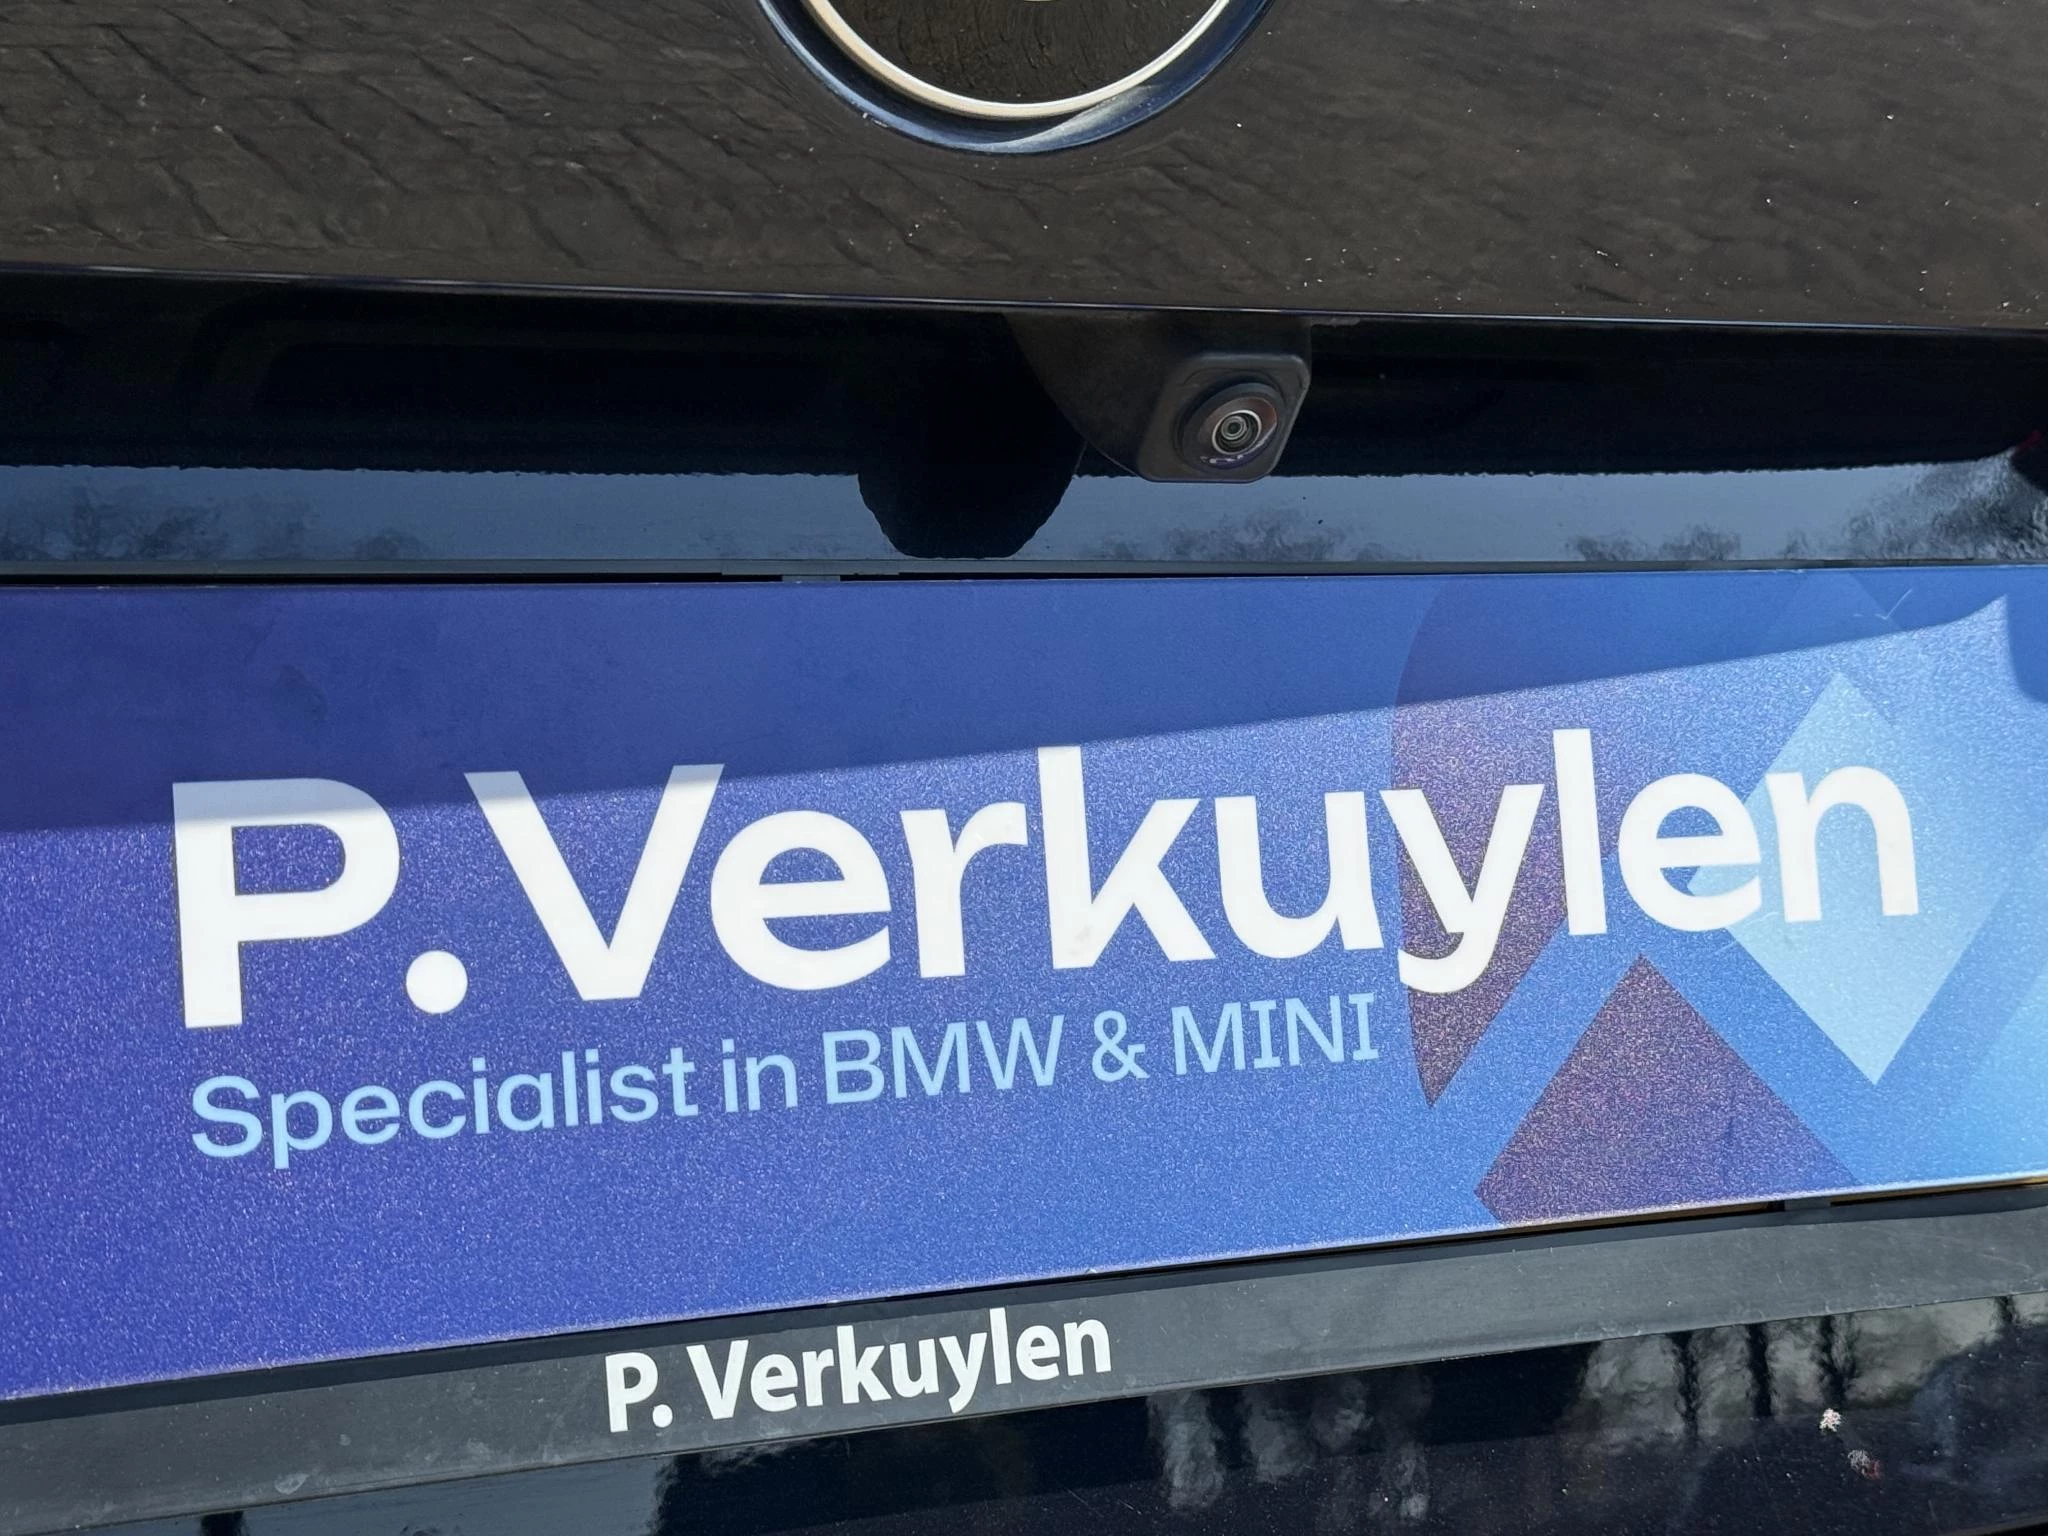 P.Verkuylen
Specialist in BMW & MINI
P. Verkuylen